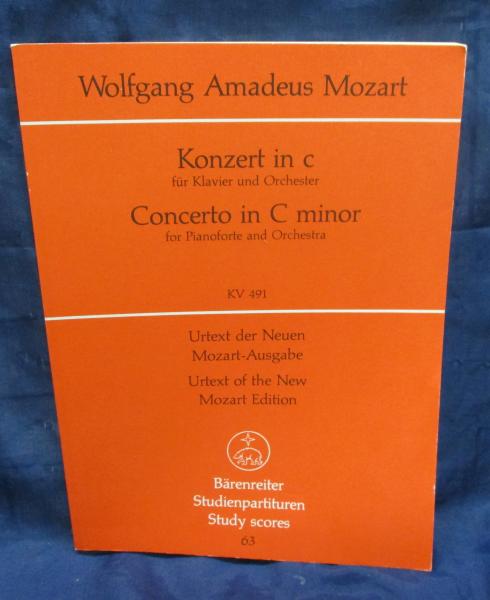 Wolfgang Amadeus Mozart
Konzert in c
für Klavier und Orchester
Concerto in C minor
for Pianoforte and Orchestra
KV 491
Urtext der Neuen
Mozart-Ausgabe
Urtext of the New
Mozart Edition
Bärenreiter
Studienpartituren
Study scores
63